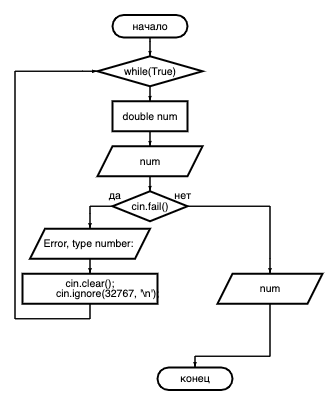 начало
while(True)
double num
num
да
нет
cin.fail()
Error, type number:
cin.clear();
cin.ignore(32767, '\n');
num
конец